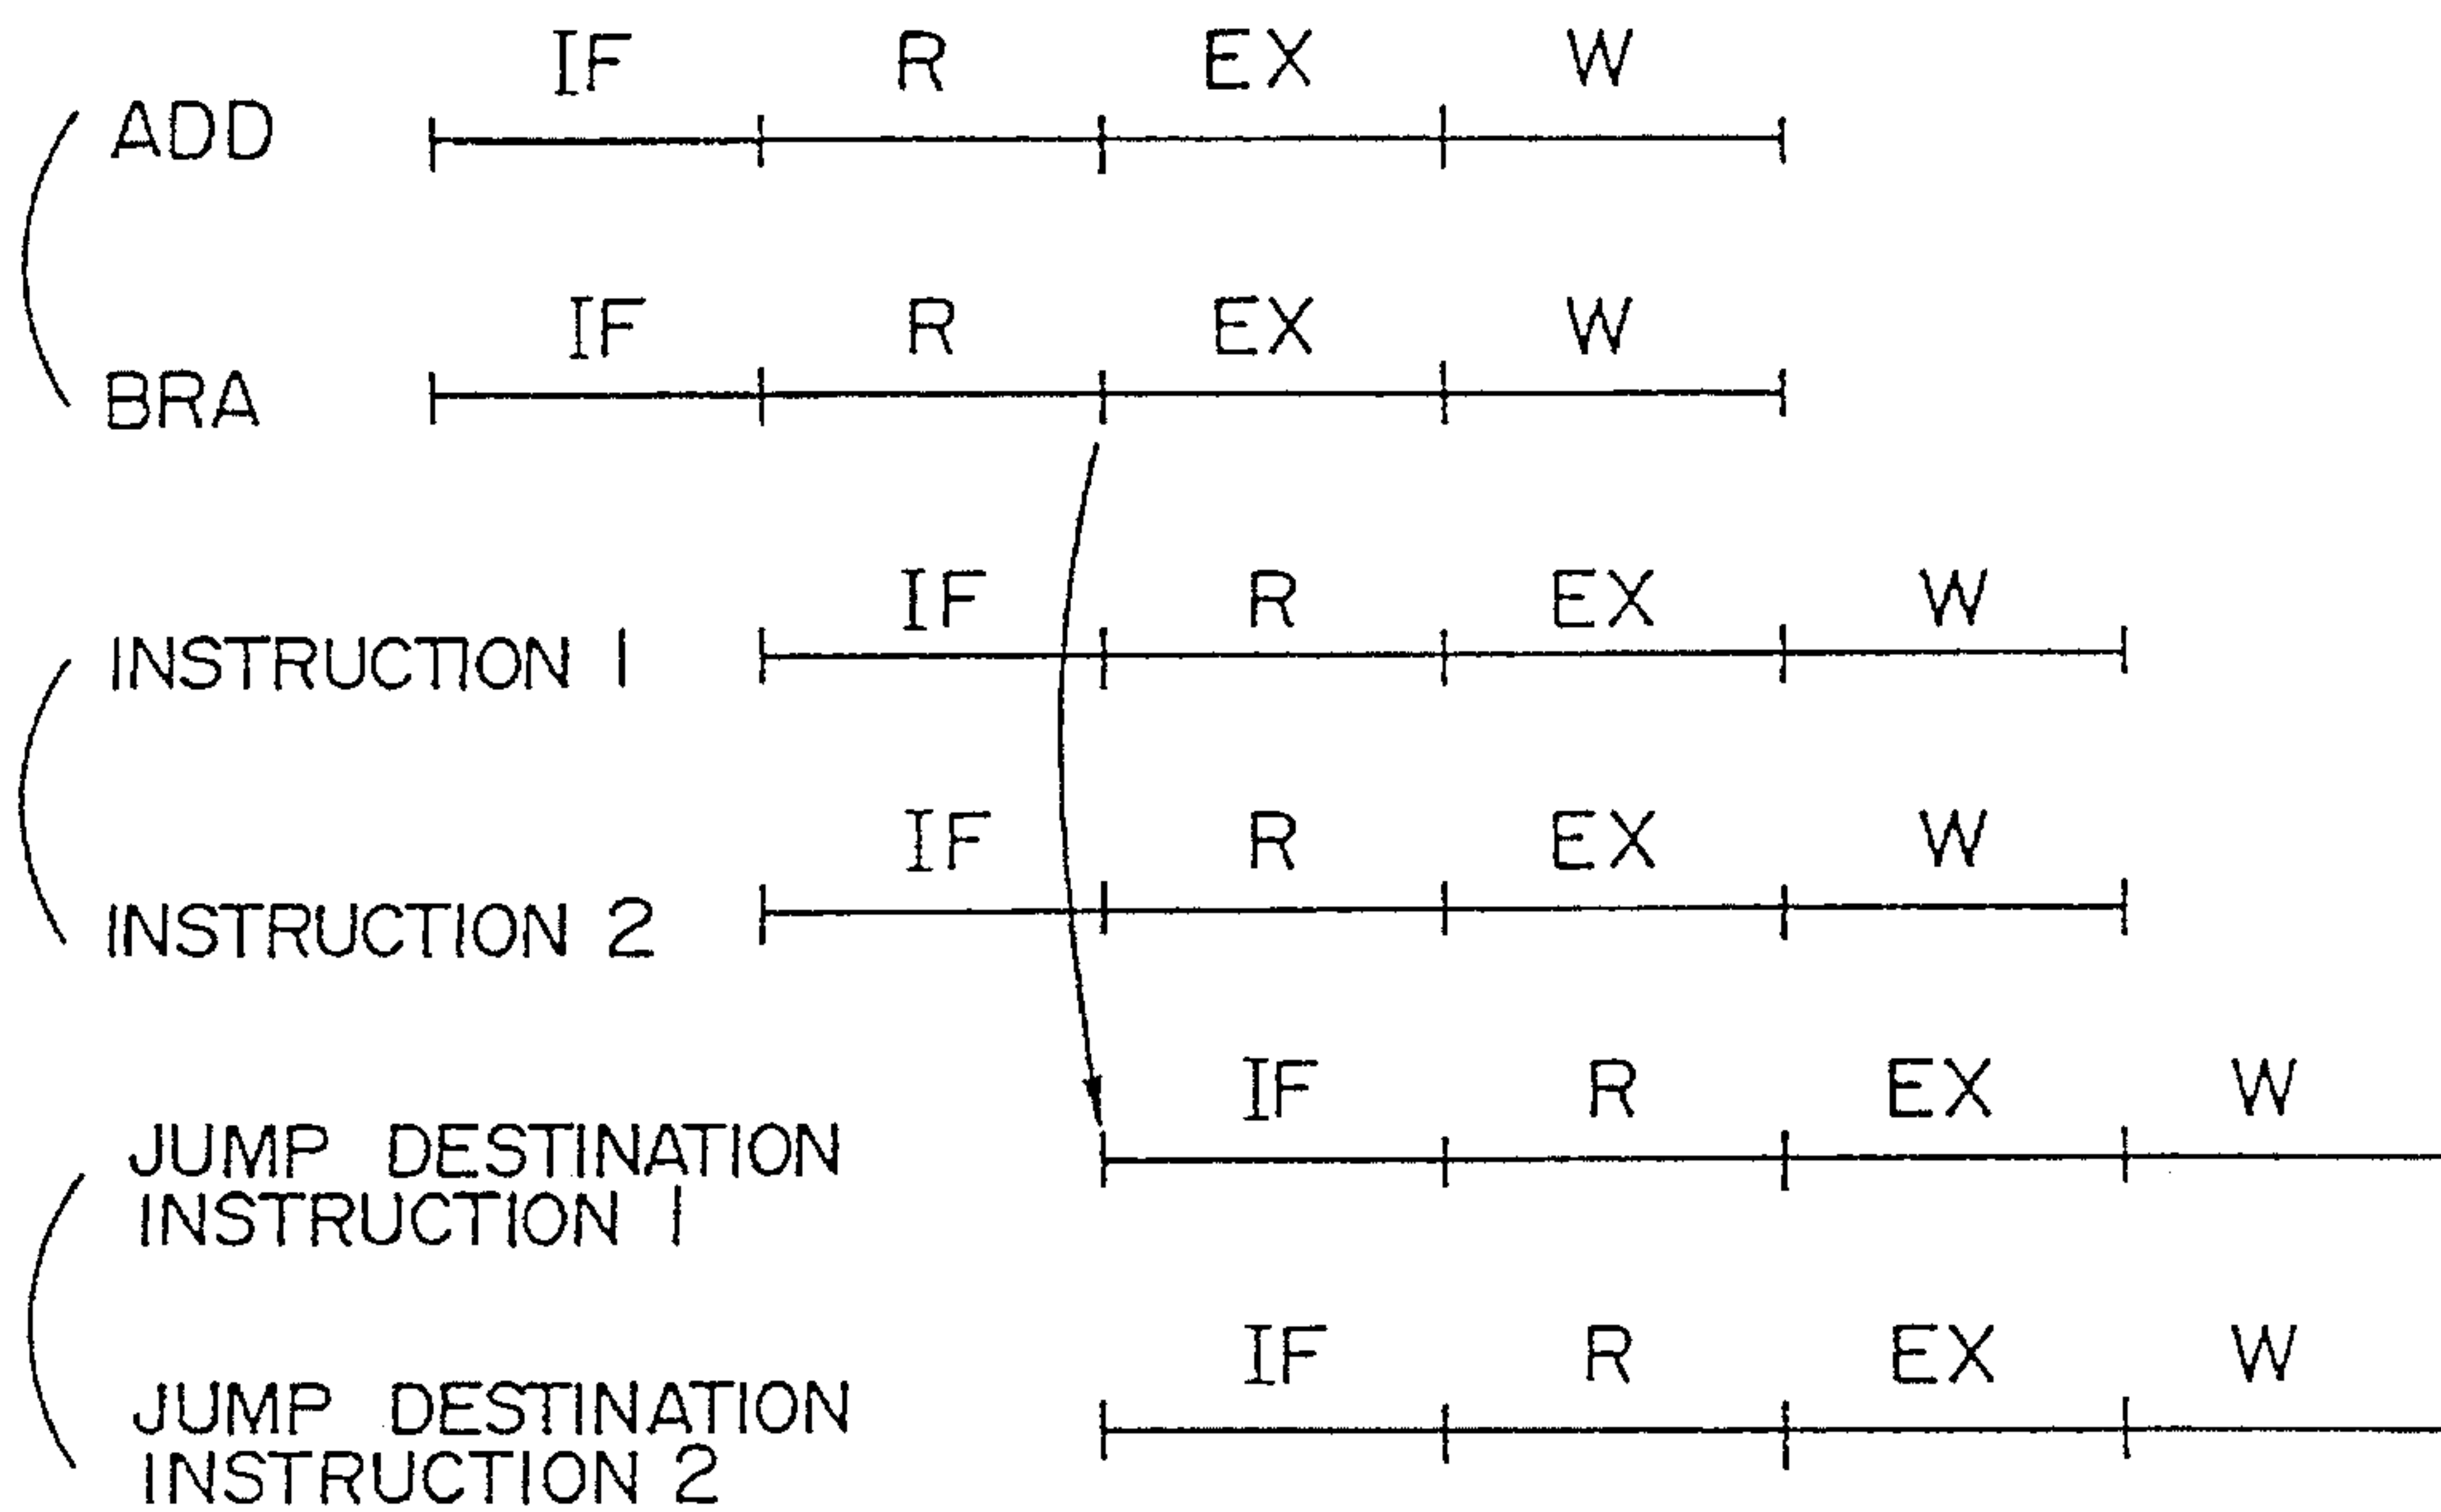 IF R EX W
ADD
IF R EX W
BRA
IF R EX W
INSTRUCTION 1
IF R EX W
INSTRUCTION 2
IF R EX W
JUMP DESTINATION
INSTRUCTION 1
IF R EX W
JUMP DESTINATION
INSTRUCTION 2